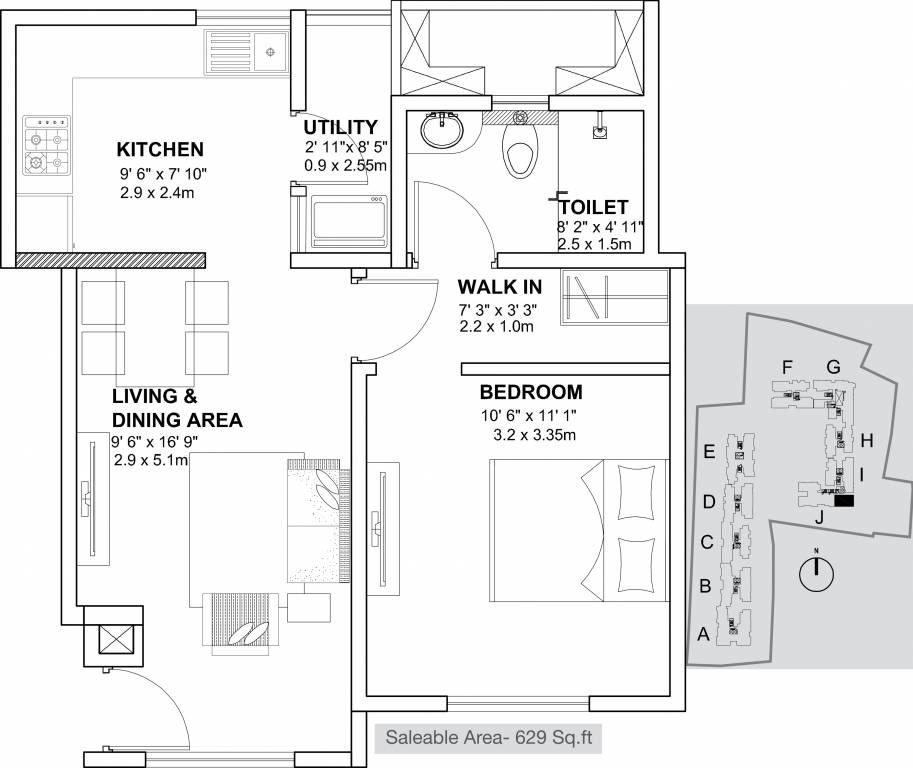 KITCHEN
9' 6" x 7' 10"
2.9 x 2.4m
UTILITY
2' 11"x 8' 5"
0.9 x 2.55m
TOILET
8' 2" x 4' 11"
2.5 x 1.5m
WALK IN
7' 3" x 3' 3"
2.2 x 1.0m
LIVING &
DINING AREA
9' 6" x 16' 9"
2.9 x 5.1m
BEDROOM
10' 6" x 11' 1"
3.2 x 3.35m
F
G
H
I
J
E
D
C
B
A
N
Saleable Area- 629 Sq.ft